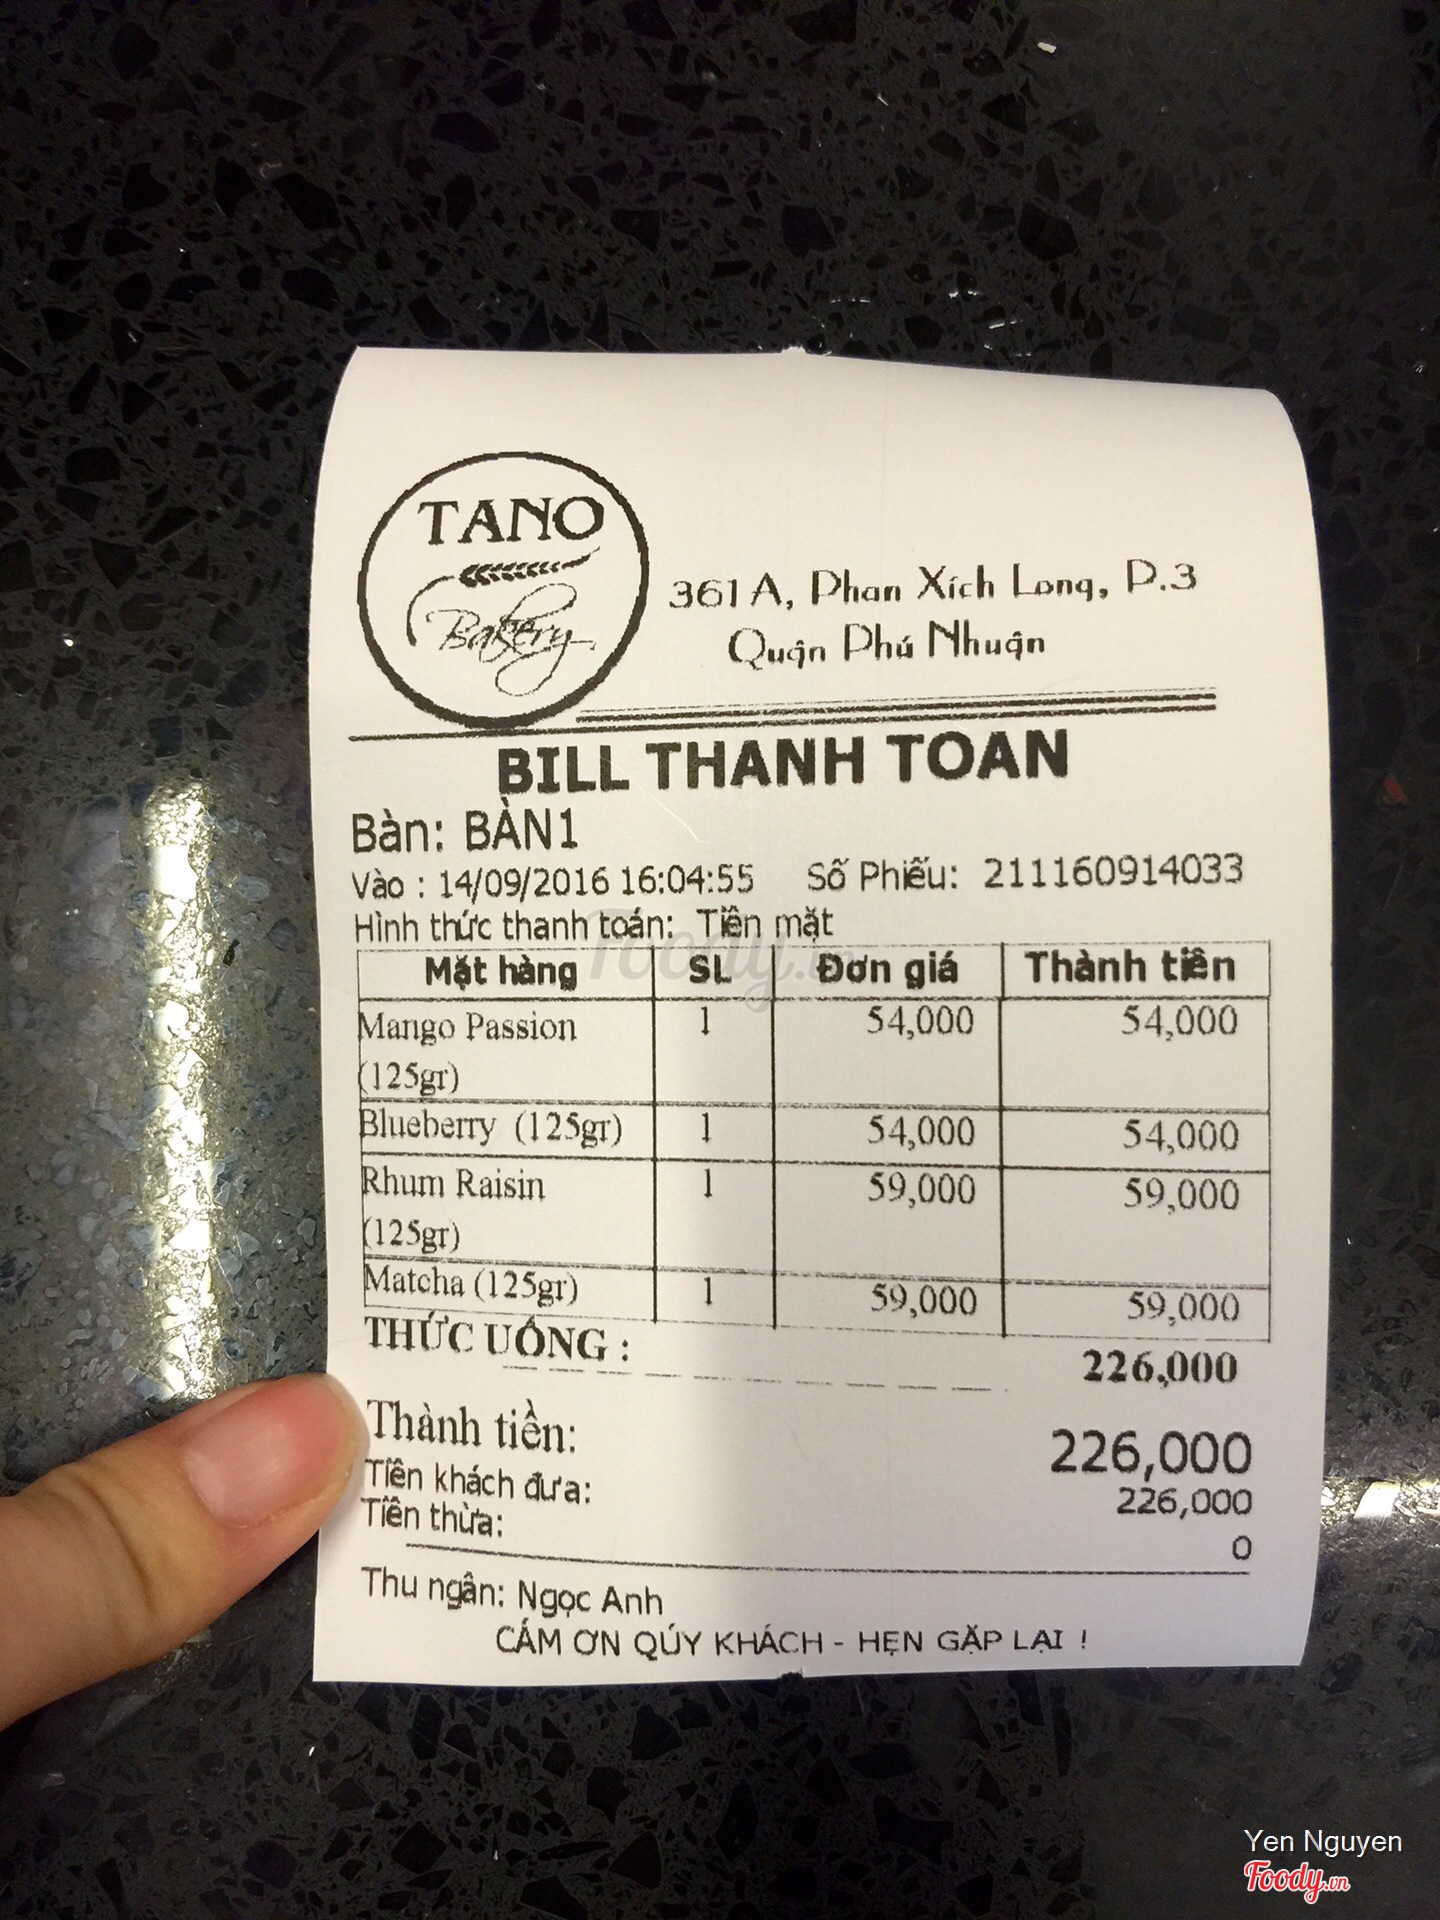 TANO
Bakery
361A, Phan Xích Long, P.3
Quận Phú Nhuận
BILL THANH TOAN
Bàn: BÀN1
Vào : 14/09/2016 16:04:55 Số Phiếu: 211160914033
Hình thức thanh toán: Tiền mặt
Foody.vn
Mặt hàng SL Đơn giá Thành tiền
Mango Passion 1 54,000 54,000
(125gr)
Blueberry (125gr) 1 54,000 54,000
Rhum Raisin 1 59,000 59,000
(125gr)
Matcha (125gr) 1 59,000 59,000
THỨC UỐNG : 226,000
Thành tiền: 226,000
Tiền khách đưa: 226,000
Tiền thừa: 0
Thu ngân: Ngọc Anh
CÁM ƠN QÚY KHÁCH - HẸN GẶP LẠI !
Yen Nguyen
Foody.vn